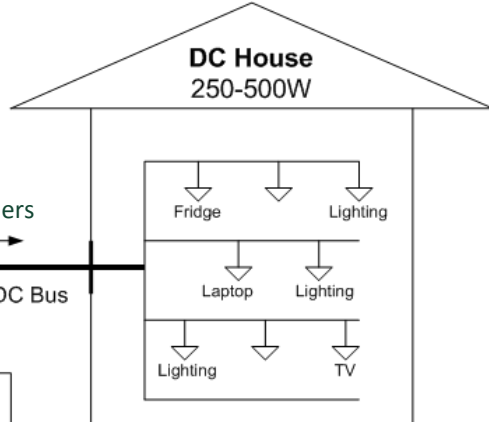 DC House
250-500W
Fridge
Lighting
ers
Laptop
Lighting
DC Bus
Lighting
TV